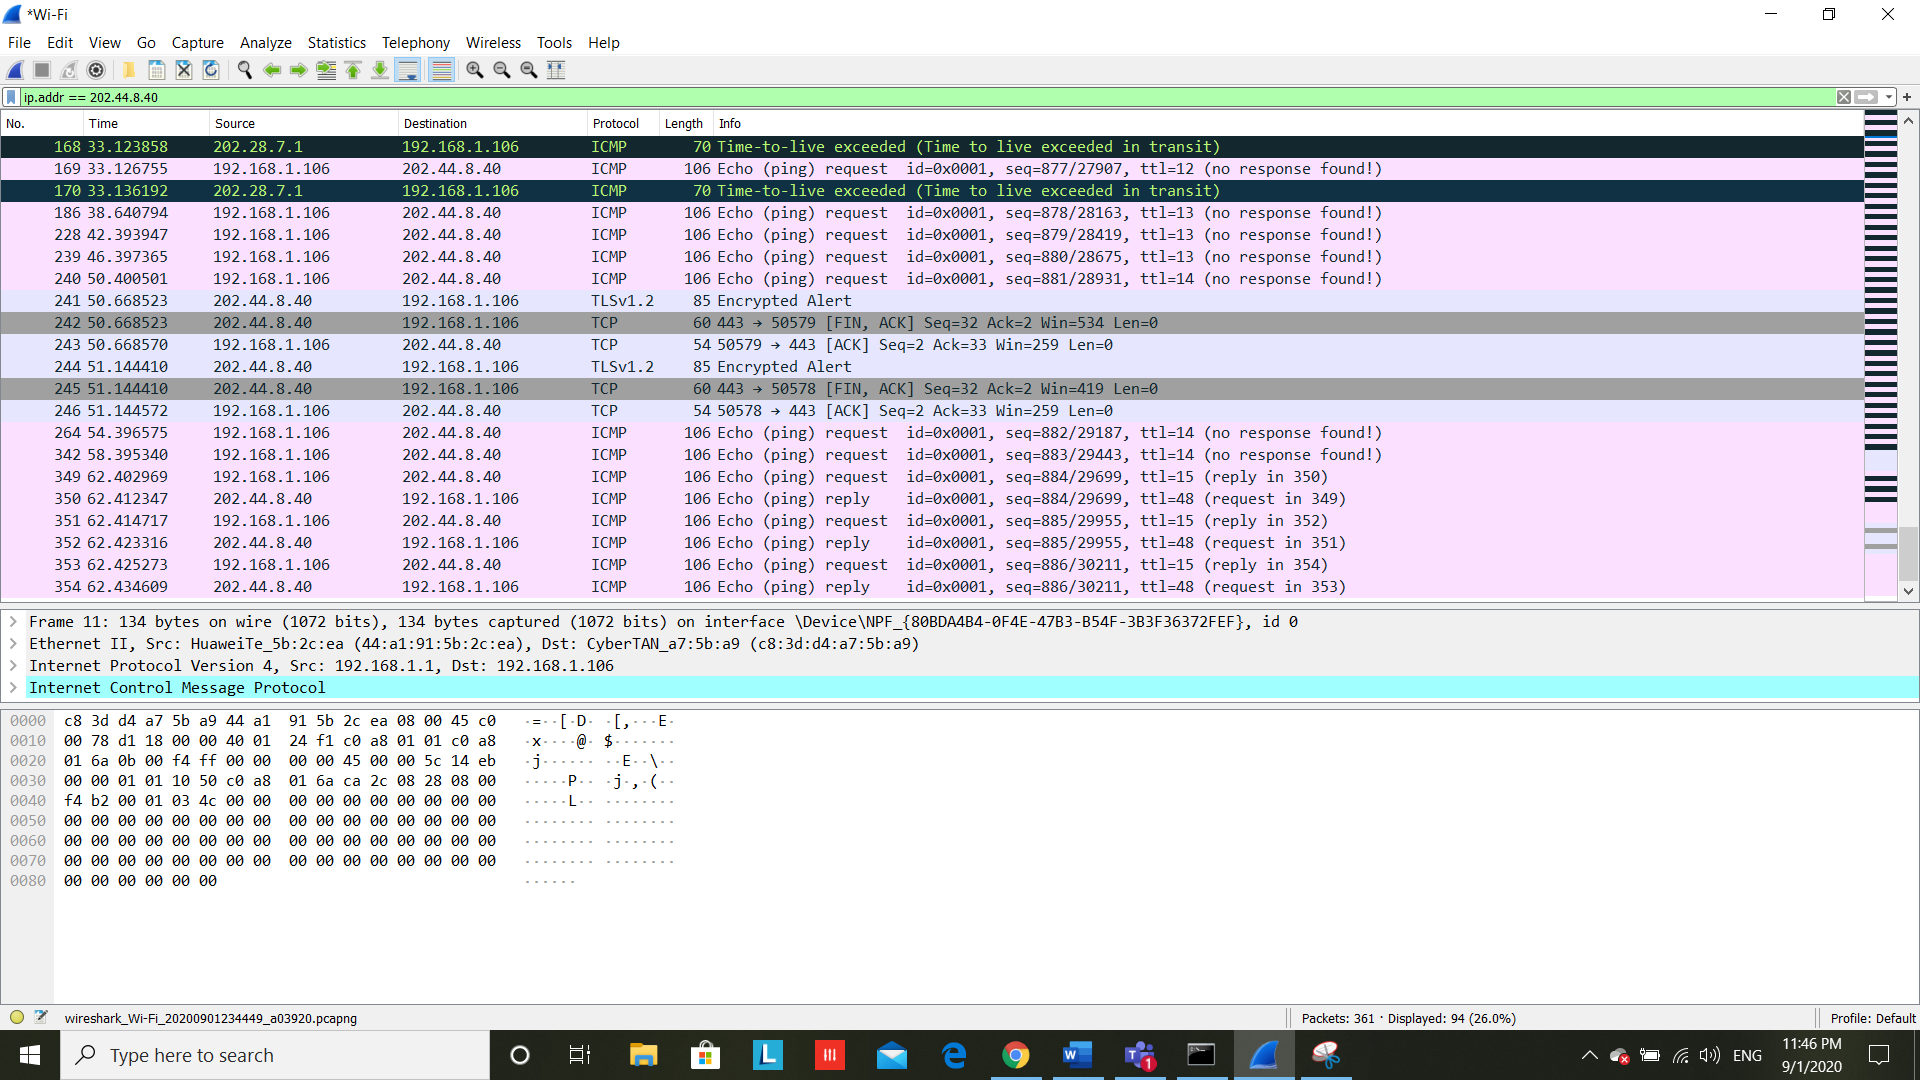 *Wi-Fi
File Edit View Go Capture Analyze Statistics Telephony Wireless Tools Help
ip.addr == 202.44.8.40
No. Time Source Destination Protocol Length Info
168 33.123858 202.28.7.1 192.168.1.106 ICMP 70 Time-to-live exceeded (Time to live exceeded in transit)
169 33.126755 192.168.1.106 202.44.8.40 ICMP 106 Echo (ping) request id=0x0001, seq=877/27907, ttl=12 (no response found!)
170 33.136192 202.28.7.1 192.168.1.106 ICMP 70 Time-to-live exceeded (Time to live exceeded in transit)
186 38.640794 192.168.1.106 202.44.8.40 ICMP 106 Echo (ping) request id=0x0001, seq=878/28163, ttl=13 (no response found!)
228 42.393947 192.168.1.106 202.44.8.40 ICMP 106 Echo (ping) request id=0x0001, seq=879/28419, ttl=13 (no response found!)
239 46.397365 192.168.1.106 202.44.8.40 ICMP 106 Echo (ping) request id=0x0001, seq=880/28675, ttl=13 (no response found!)
240 50.400501 192.168.1.106 202.44.8.40 ICMP 106 Echo (ping) request id=0x0001, seq=881/28931, ttl=14 (no response found!)
241 50.668523 202.44.8.40 192.168.1.106 TLSv1.2 85 Encrypted Alert
242 50.668523 202.44.8.40 192.168.1.106 TCP 60 443 → 50579 [FIN, ACK] Seq=32 Ack=2 Win=534 Len=0
243 50.668570 192.168.1.106 202.44.8.40 TCP 54 50579 → 443 [ACK] Seq=2 Ack=33 Win=259 Len=0
244 51.144410 202.44.8.40 192.168.1.106 TLSv1.2 85 Encrypted Alert
245 51.144410 202.44.8.40 192.168.1.106 TCP 60 443 → 50578 [FIN, ACK] Seq=32 Ack=2 Win=419 Len=0
246 51.144572 192.168.1.106 202.44.8.40 TCP 54 50578 → 443 [ACK] Seq=2 Ack=33 Win=259 Len=0
264 54.396575 192.168.1.106 202.44.8.40 ICMP 106 Echo (ping) request id=0x0001, seq=882/29187, ttl=14 (no response found!)
342 58.395340 192.168.1.106 202.44.8.40 ICMP 106 Echo (ping) request id=0x0001, seq=883/29443, ttl=14 (no response found!)
349 62.402969 192.168.1.106 202.44.8.40 ICMP 106 Echo (ping) request id=0x0001, seq=884/29699, ttl=15 (reply in 350)
350 62.412347 202.44.8.40 192.168.1.106 ICMP 106 Echo (ping) reply id=0x0001, seq=884/29699, ttl=48 (request in 349)
351 62.414717 192.168.1.106 202.44.8.40 ICMP 106 Echo (ping) request id=0x0001, seq=885/29955, ttl=15 (reply in 352)
352 62.423316 202.44.8.40 192.168.1.106 ICMP 106 Echo (ping) reply id=0x0001, seq=885/29955, ttl=48 (request in 351)
353 62.425273 192.168.1.106 202.44.8.40 ICMP 106 Echo (ping) request id=0x0001, seq=886/30211, ttl=15 (reply in 354)
354 62.434609 202.44.8.40 192.168.1.106 ICMP 106 Echo (ping) reply id=0x0001, seq=886/30211, ttl=48 (request in 353)
Frame 11: 134 bytes on wire (1072 bits), 134 bytes captured (1072 bits) on interface \Device\NPF_{80BDA4B4-0F4E-47B3-B54F-3B3F36372FEF}, id 0
Ethernet II, Src: HuaweiTe_5b:2c:ea (44:a1:91:5b:2c:ea), Dst: CyberTAN_a7:5b:a9 (c8:3d:d4:a7:5b:a9)
Internet Protocol Version 4, Src: 192.168.1.1, Dst: 192.168.1.106
Internet Control Message Protocol
0000 c8 3d d4 a7 5b a9 44 a1 91 5b 2c ea 08 00 45 c0 ·=··[·D· ·[,···E·
0010 00 78 d1 18 00 00 40 01 24 f1 c0 a8 01 01 c0 a8 ·x····@· $·······
0020 01 6a 0b 00 f4 ff 00 00 00 00 45 00 00 5c 14 eb ·j······ ··E··\··
0030 00 00 01 01 10 50 c0 a8 01 6a ca 2c 08 28 08 00 ·····P·· ·j·,·(··
0040 f4 b2 00 01 03 4c 00 00 00 00 00 00 00 00 00 00 ·····L·· ········
0050 00 00 00 00 00 00 00 00 00 00 00 00 00 00 00 00 ········ ········
0060 00 00 00 00 00 00 00 00 00 00 00 00 00 00 00 00 ········ ········
0070 00 00 00 00 00 00 00 00 00 00 00 00 00 00 00 00 ········ ········
0080 00 00 00 00 00 00 ······
wireshark_Wi-Fi_20200901234449_a03920.pcapng Packets: 361 · Displayed: 94 (26.0%) Profile: Default
Type here to search
1
ENG
11:46 PM
9/1/2020